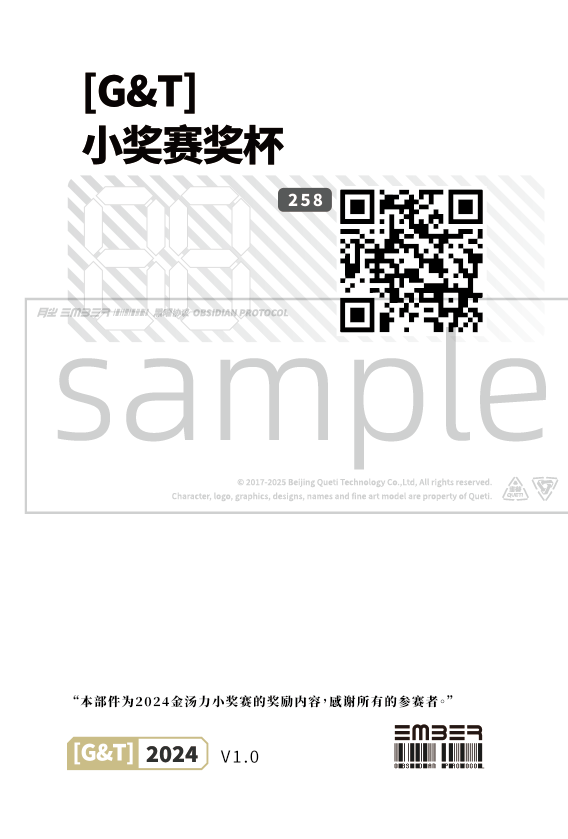 [G&T]
小奖赛奖杯
258
EMBER OBSIDIAN PROTOCOL
sample
© 2017-2025 Beijing Queti Technology Co.,Ltd, All rights reserved.
Character, logo, graphics, designs, names and fine art model are property of Queti.
QUETI
“本部件为2024金汤力小奖赛的奖励内容，感谢所有的参赛者。”
[G&T] 2024 V1.0
EMBER